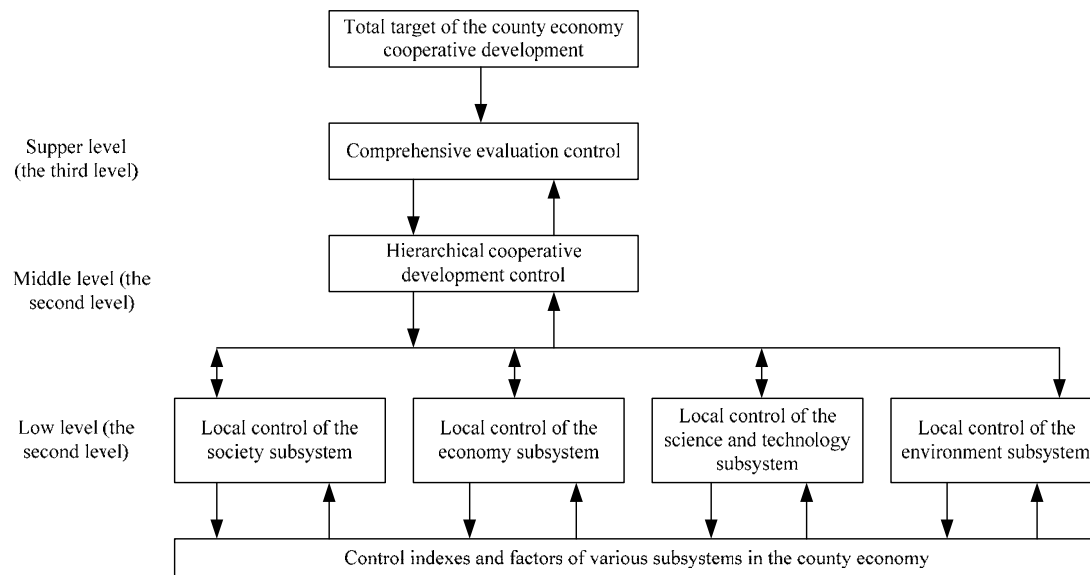 Total target of the county economy
cooperative development
Supper level
(the third level)
Comprehensive evaluation control
Middle level (the
second level)
Hierarchical cooperative
development control
Low level (the
second level)
Local control of the
society subsystem
Local control of the
economy subsystem
Local control of the
science and technology
subsystem
Local control of the
environment subsystem
Control indexes and factors of various subsystems in the county economy